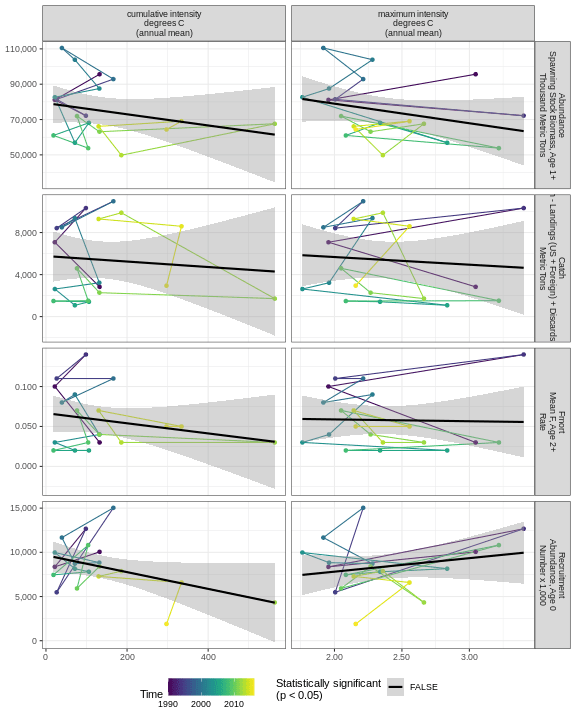 cumulative intensity
degrees C
(annual mean)
maximum intensity
degrees C
(annual mean)
110,000
90,000
70,000
50,000
Abundance
Spawning Stock Biomass, Age 1+
Thousand Metric Tons
8,000
4,000
0
Catch
- Landings (US + Foreign) + Discards
Metric Tons
0.100
0.050
0.000
Fmort
Mean F, Age 2+
Rate
15,000
10,000
5,000
0
Recruitment
Abundance, Age 0
Number x 1,000
0 200 400
2.00 2.50 3.00
Time
1990 2000 2010
Statistically significant
(p < 0.05)
FALSE